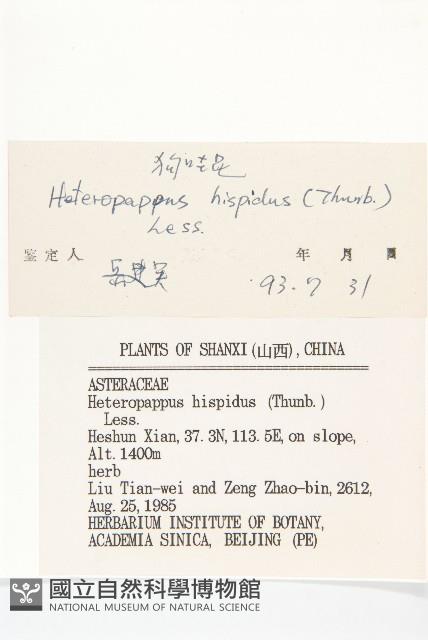 狗哇花
Heteropappus hispidus (Thunb.)
Less.
鉴定人 年 月 日
93. 7 31
PLANTS OF SHANXI (山西), CHINA
ASTERACEAE
Heteropappus hispidus (Thunb.)
Less.
Heshun Xian, 37.3N, 113.5E, on slope,
Alt. 1400m
herb
Liu Tian-wei and Zeng Zhao-bin, 2612,
Aug. 25, 1985
HERBARIUM INSTITUTE OF BOTANY,
ACADEMIA SINICA, BEIJING (PE)
國立自然科學博物館
NATIONAL MUSEUM OF NATURAL SCIENCE